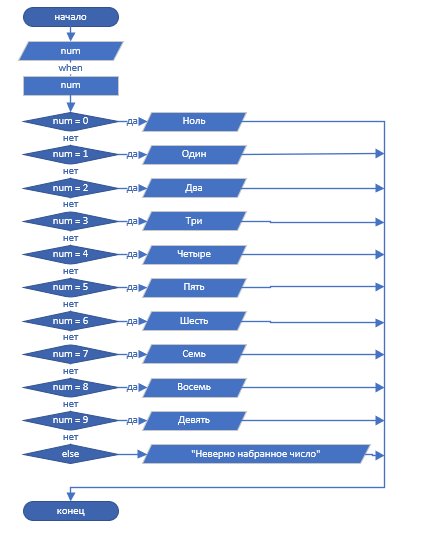 начало
num
when
num
num = 0 да Ноль
нет
num = 1 да Один
нет
num = 2 да Два
нет
num = 3 да Три
нет
num = 4 да Четыре
нет
num = 5 да Пять
нет
num = 6 да Шесть
нет
num = 7 да Семь
нет
num = 8 да Восемь
нет
num = 9 да Девять
нет
else "Неверно набранное число"
конец